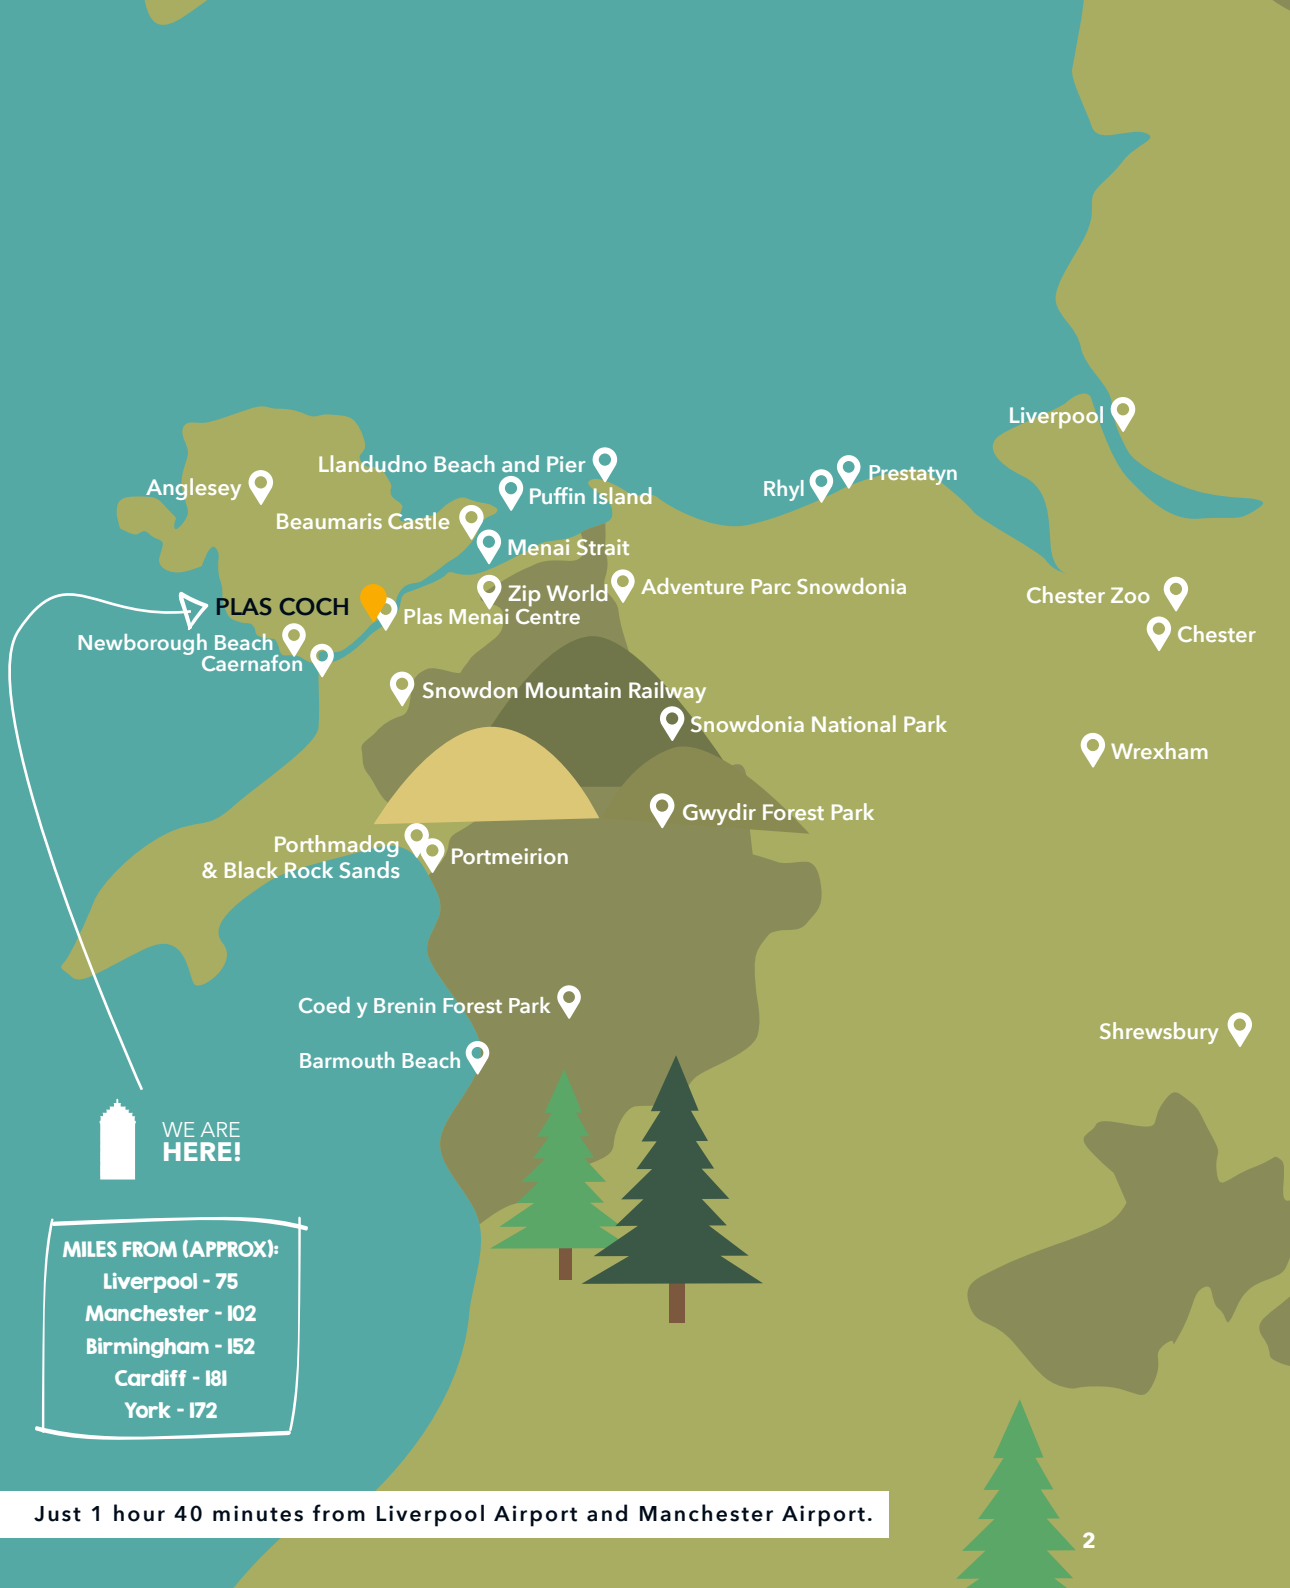 Liverpool
Llandudno Beach and Pier
Prestatyn
Anglesey
Rhyl
Puffin Island
Beaumaris Castle
Menai Strait
Adventure Parc Snowdonia
Zip World
Chester Zoo
PLAS COCH
Plas Menai Centre
Chester
Newborough Beach
Caernafon
Snowdon Mountain Railway
Snowdonia National Park
Wrexham
Gwydir Forest Park
Porthmadog
& Black Rock Sands
Portmeirion
Coed y Brenin Forest Park
Shrewsbury
Barmouth Beach
WE ARE
HERE!
MILES FROM (APPROX):
Liverpool - 75
Manchester - 102
Birmingham - 152
Cardiff - 181
York - 172
Just 1 hour 40 minutes from Liverpool Airport and Manchester Airport.
2